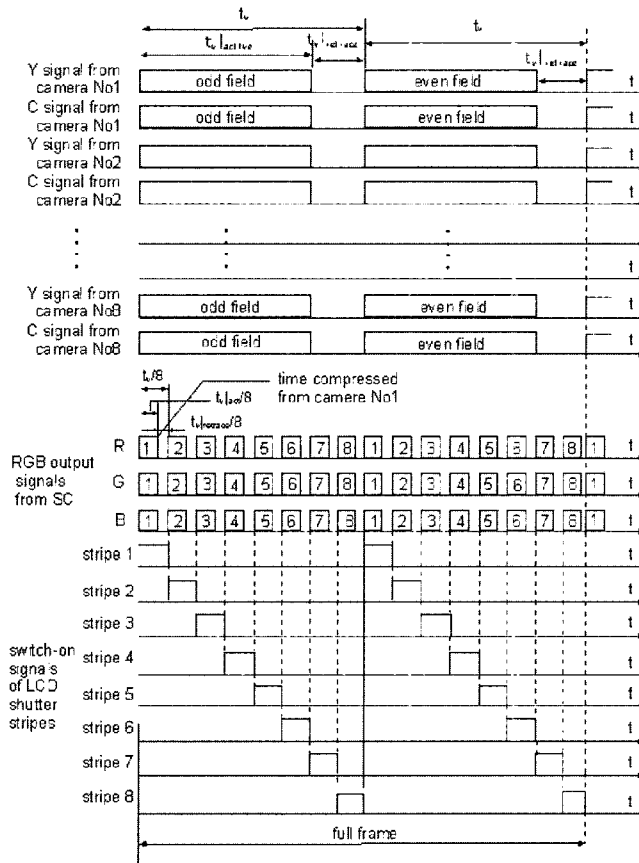 tᵥ
tᵥ
tᵥ|active
tᵥ|retrace
tᵥ|retrace
Y signal from camera No1 odd field even field t
C signal from camera No1 odd field even field t
Y signal from camera No2 t
C signal from camera No2 t
t
t
Y signal from camera No8 odd field even field t
C signal from camera No8 odd field even field t
tᵥ/8
tᵥ|act/8
time compressed
from camere No1
tᵥ|retrace/8
RGB output
signals
from SC
R 1 2 3 4 5 6 7 8 1 2 3 4 5 6 7 8 1 t
G 1 2 3 4 5 6 7 8 1 2 3 4 5 6 7 8 1 t
B 1 2 3 4 5 6 7 8 1 2 3 4 5 6 7 8 1 t
switch-on
signals
of LCD
shutter
stripes
stripe 1 t
stripe 2 t
stripe 3 t
stripe 4 t
stripe 5 t
stripe 6 t
stripe 7 t
stripe 8 t
full frame